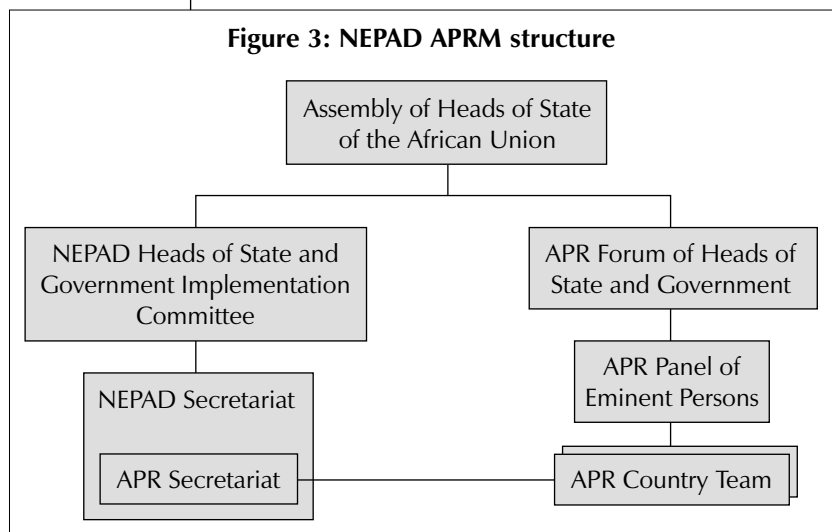 Figure 3: NEPAD APRM structure
Assembly of Heads of State
of the African Union
NEPAD Heads of State and
Government Implementation
Committee
APR Forum of Heads of
State and Government
NEPAD Secretariat
APR Panel of
Eminent Persons
APR Secretariat
APR Country Team